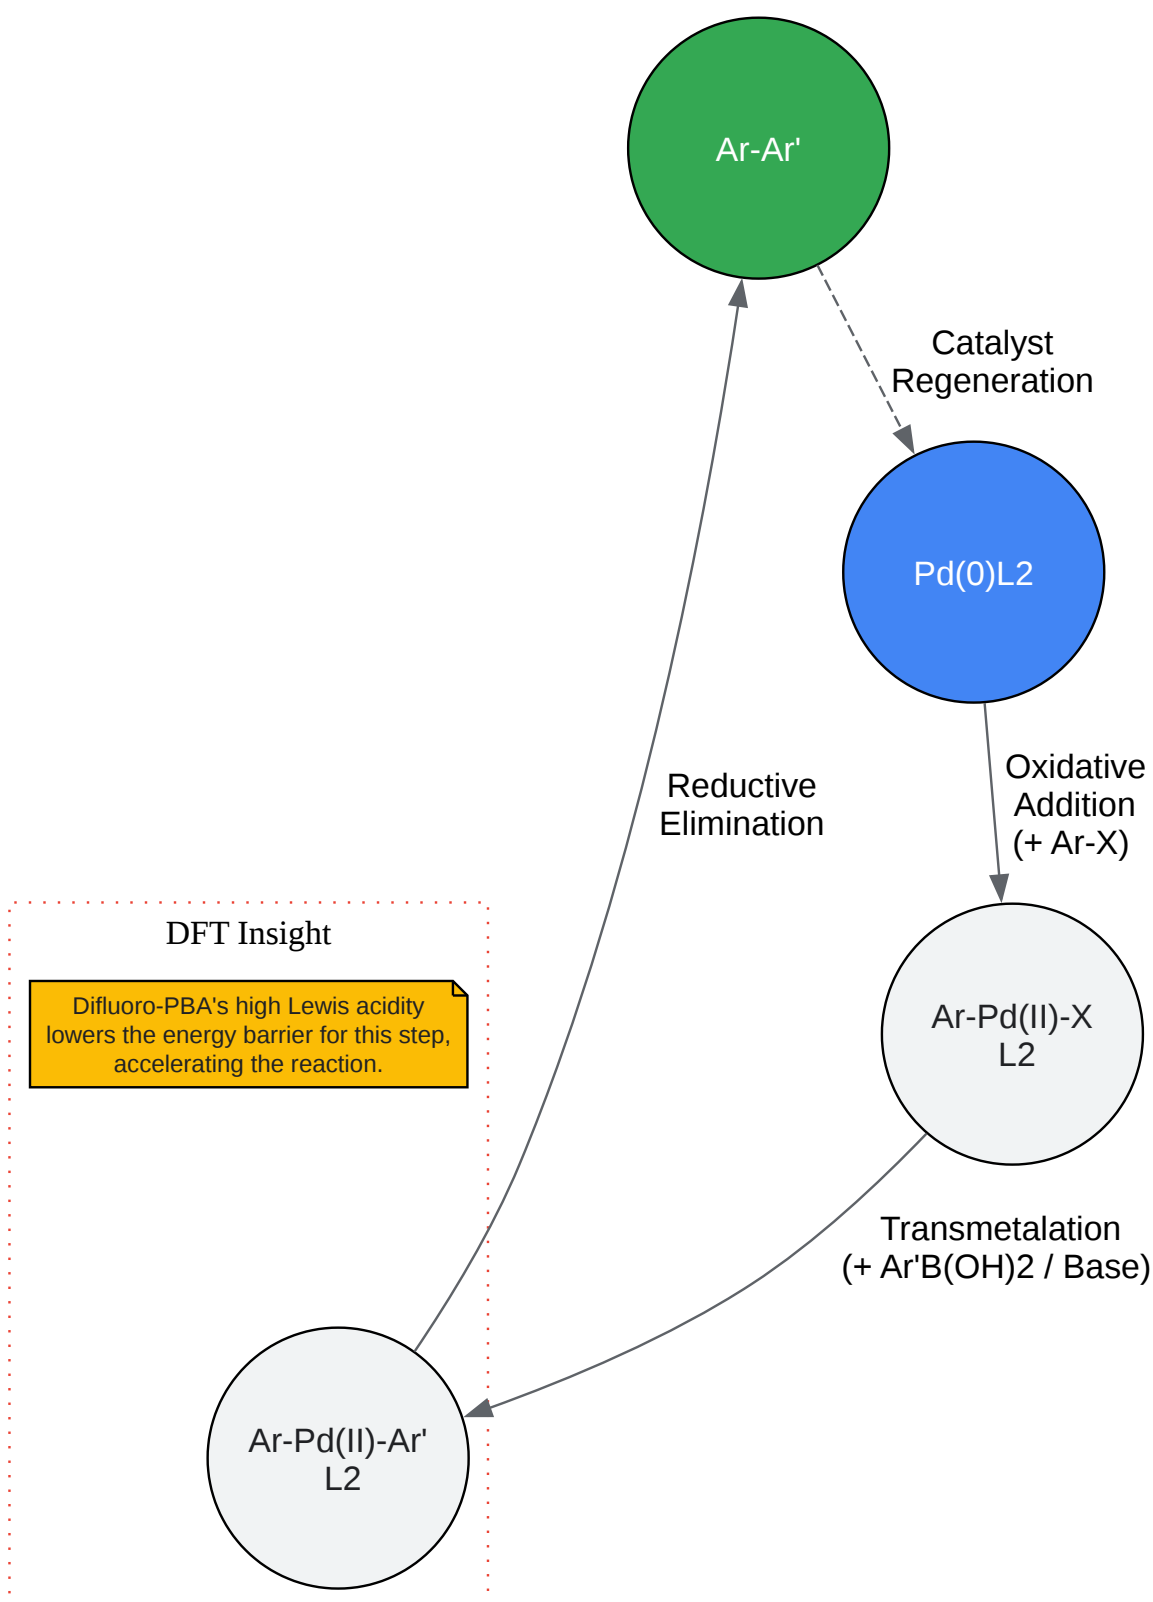 Ar-Ar'
Catalyst
Regeneration
Pd(0)L2
Oxidative
Addition
(+ Ar-X)
Reductive
Elimination
DFT Insight
Difluoro-PBA's high Lewis acidity
lowers the energy barrier for this step,
accelerating the reaction.
Ar-Pd(II)-X
L2
Transmetalation
(+ Ar'B(OH)2 / Base)
Ar-Pd(II)-Ar'
L2